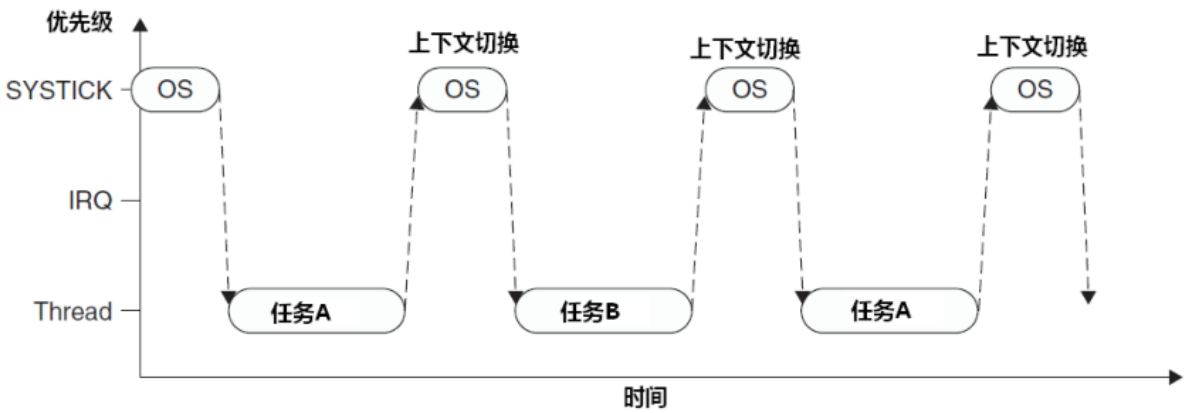 优先级
上下文切换
上下文切换
上下文切换
SYSTICK
OS
OS
OS
OS
IRQ
Thread
任务A
任务B
任务A
时间